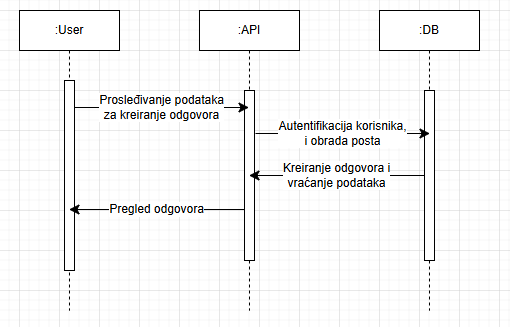 :User
:API
:DB
Prosleđivanje podataka
za kreiranje odgovora
Autentifikacija korisnika,
i obrada posta
Kreiranje odgovora i
vraćanje podataka
Pregled odgovora